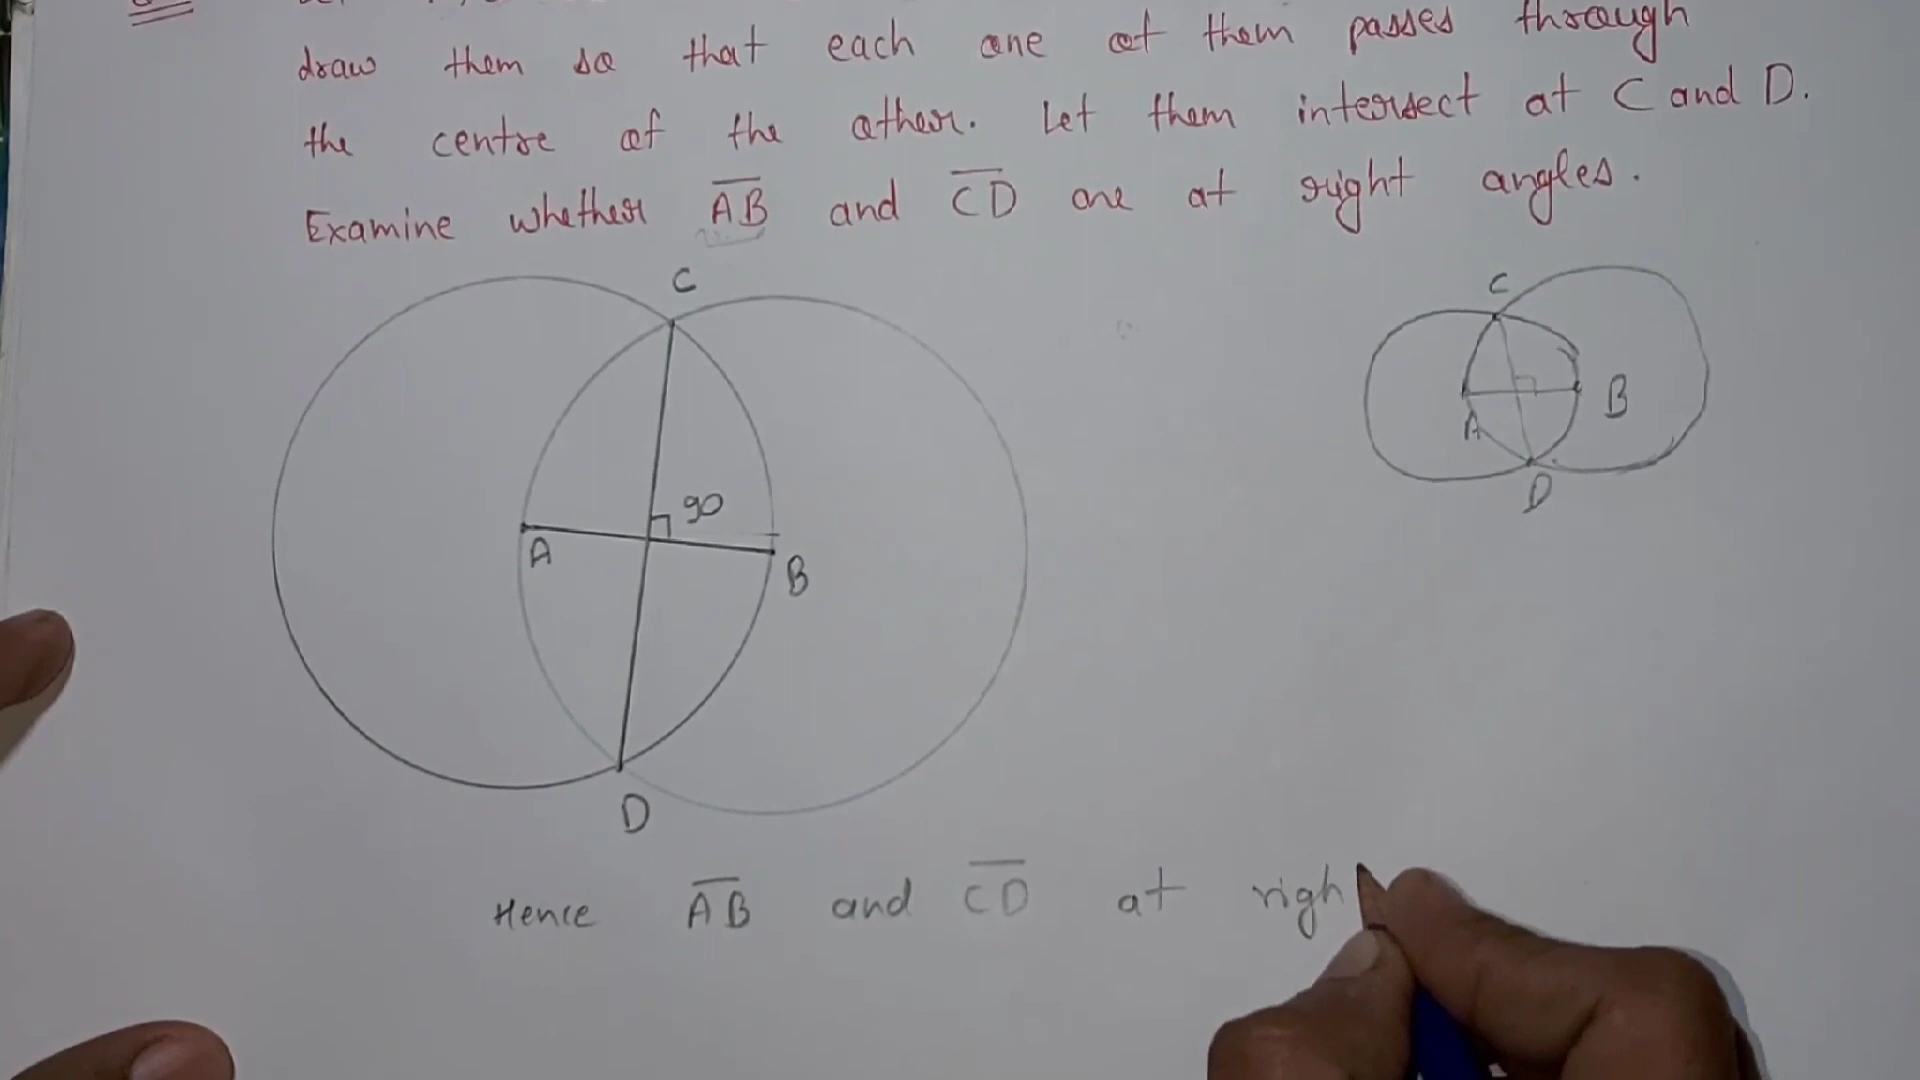 draw them so that each one of them passes through
the centre of the other. Let them intersect at C and D.
Examine whether AB and CD are at right angles.
C
C
B
A
D
90
A
B
D
Hence AB and CD at righ